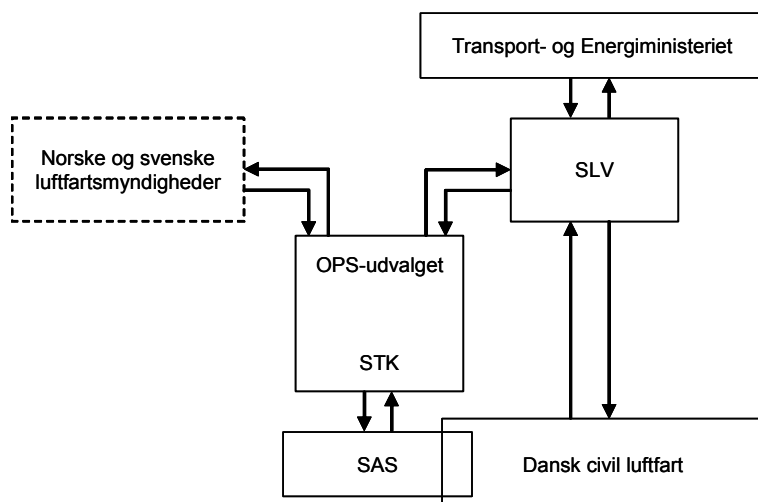 Transport- og Energiministeriet
Norske og svenske
luftfartsmyndigheder
SLV
OPS-udvalget
STK
SAS
Dansk civil luftfart